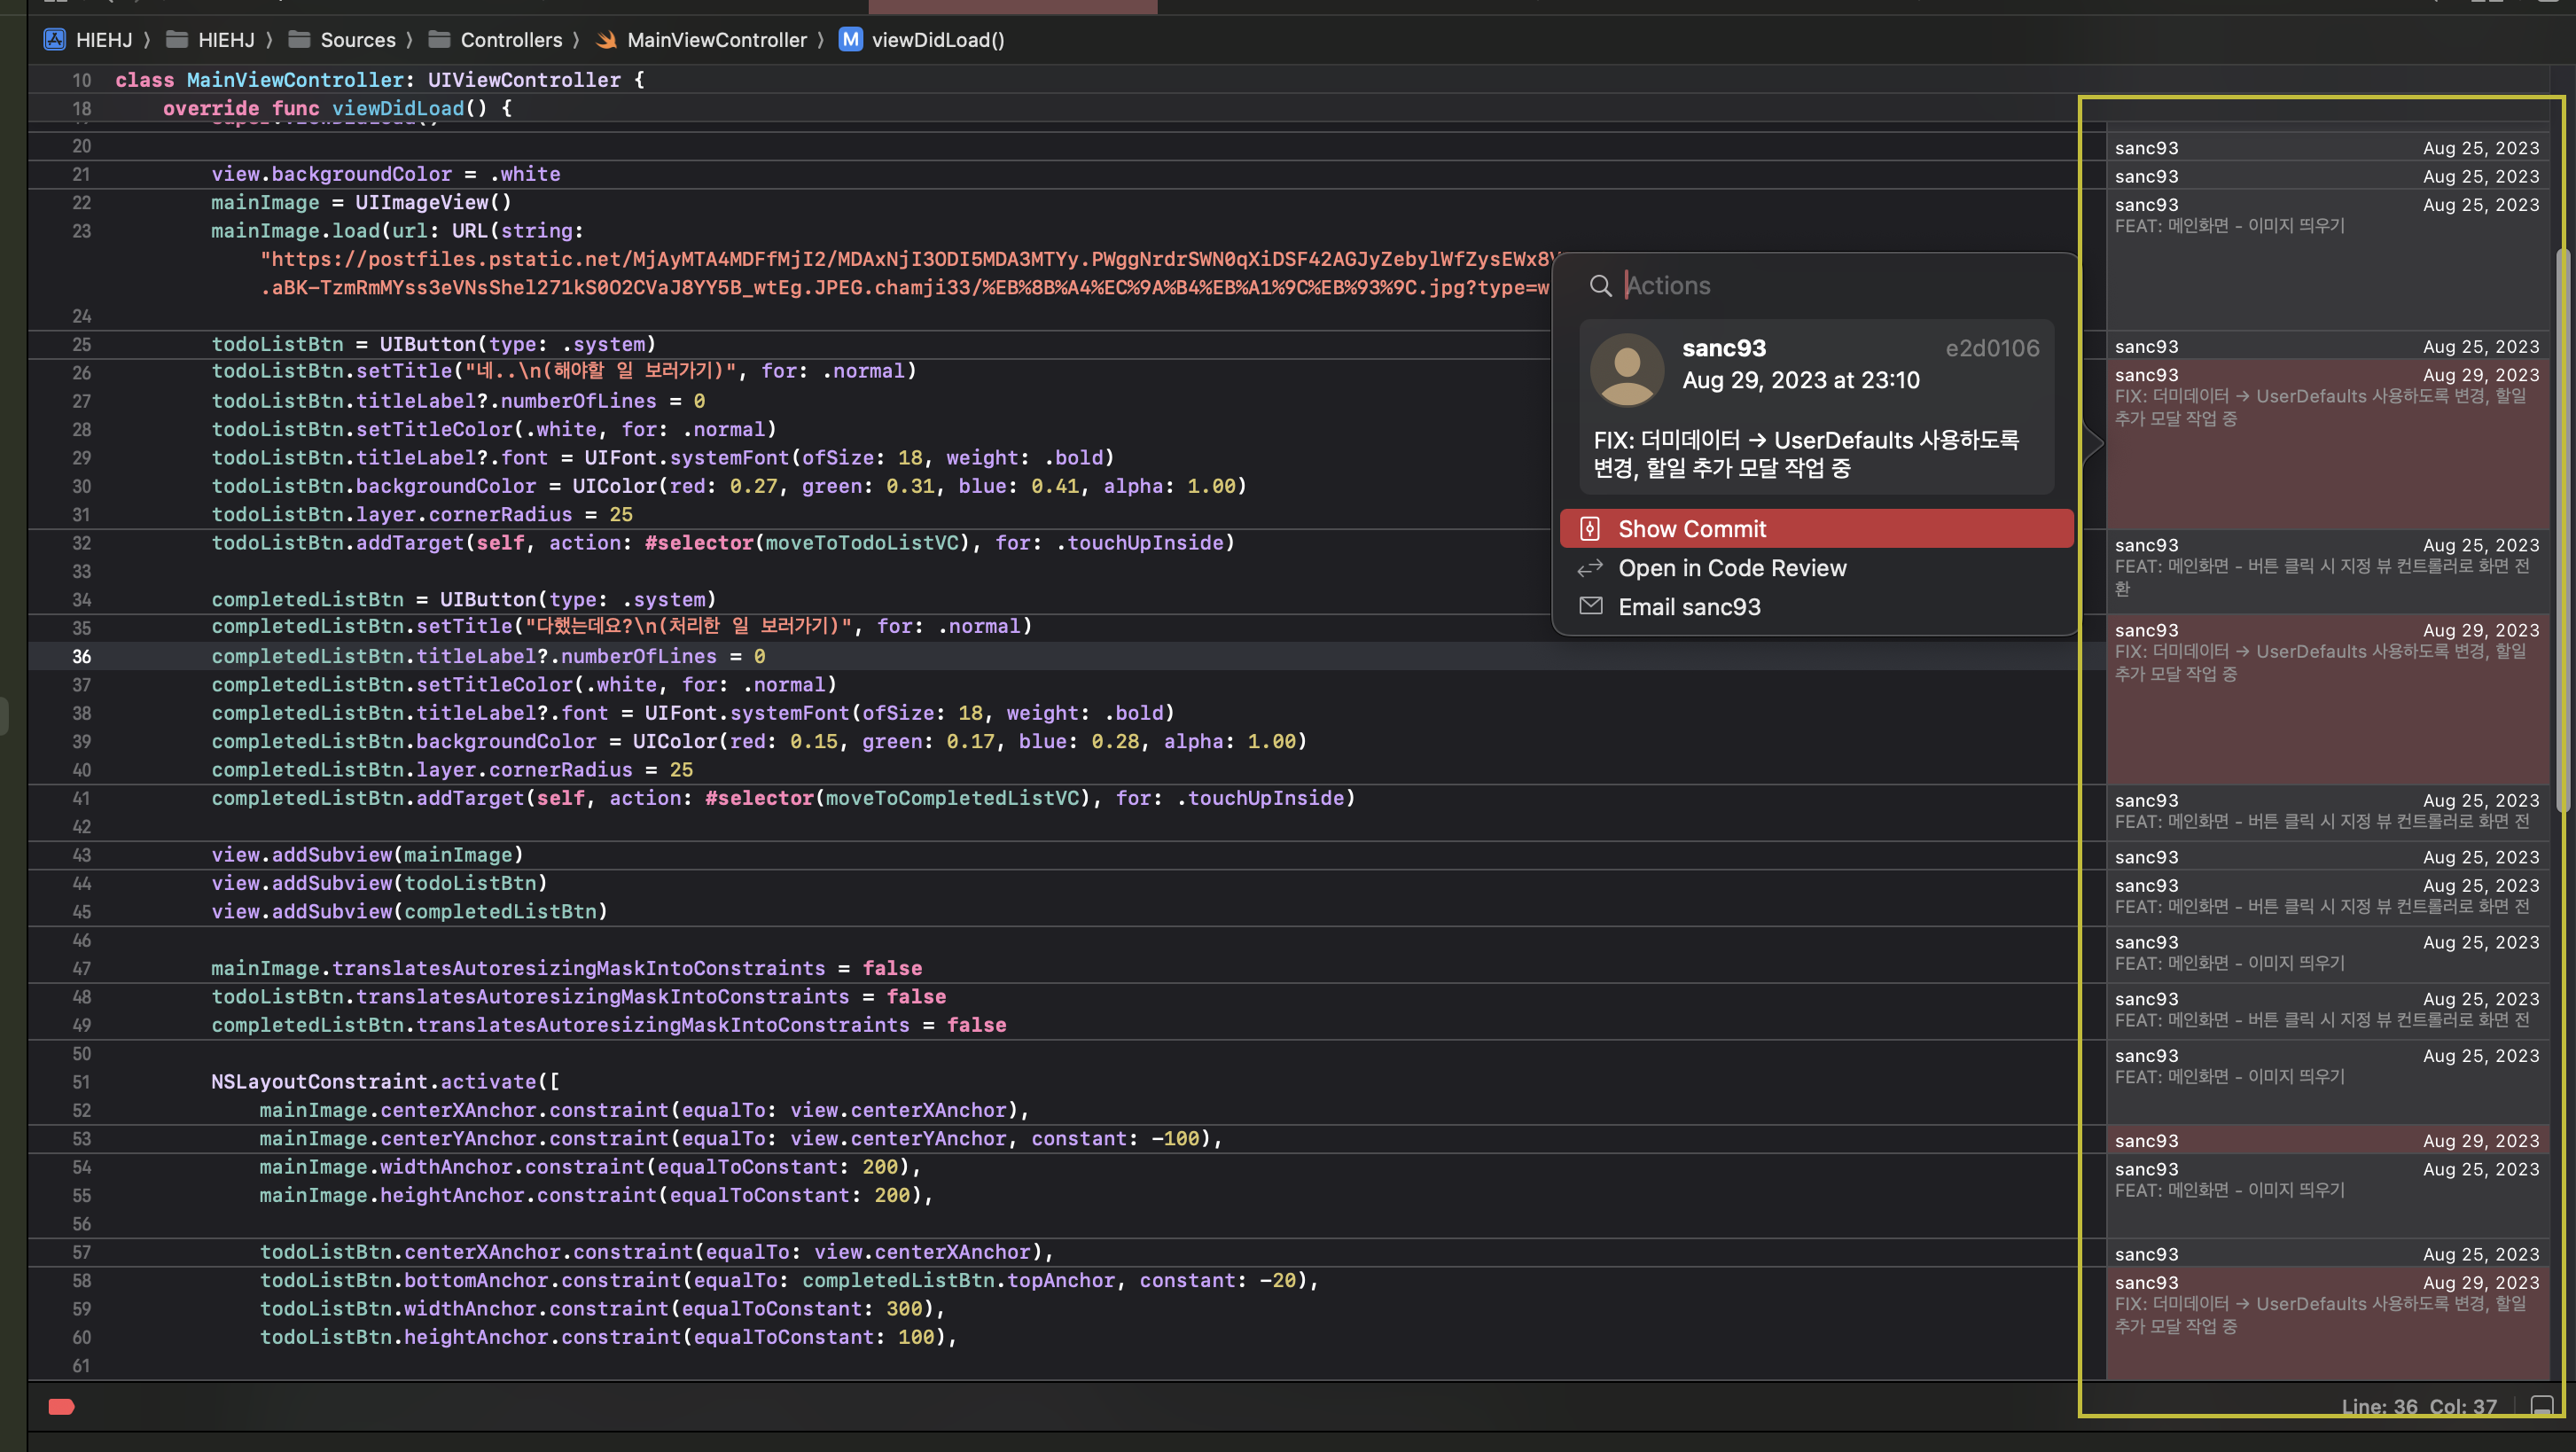 HIEHJ 〉 HIEHJ 〉 Sources 〉 Controllers 〉 MainViewController 〉 M viewDidLoad()
10 class MainViewController: UIViewController {
18 override func viewDidLoad() {
20
21 view.backgroundColor = .white
22 mainImage = UIImageView()
23 mainImage.load(url: URL(string:
"https://postfiles.pstatic.net/MjAyMTA4MDFfMjI2/MDAxNjI3ODI5MDA3MTYy.PWggNrdrSWN0qXiDSF42AGJyZebylWfZysEWx8V
.aBK-TzmRmMYss3eVNsShel271kS0O2CVaJ8YY5B_wtEg.JPEG.chamji33/%EB%8B%A4%EC%9A%B4%EB%A1%9C%EB%93%9C.jpg?type=w
24
25 todoListBtn = UIButton(type: .system)
26 todoListBtn.setTitle("네..\n(해야할 일 보러가기)", for: .normal)
27 todoListBtn.titleLabel?.numberOfLines = 0
28 todoListBtn.setTitleColor(.white, for: .normal)
29 todoListBtn.titleLabel?.font = UIFont.systemFont(ofSize: 18, weight: .bold)
30 todoListBtn.backgroundColor = UIColor(red: 0.27, green: 0.31, blue: 0.41, alpha: 1.00)
31 todoListBtn.layer.cornerRadius = 25
32 todoListBtn.addTarget(self, action: #selector(moveToTodoListVC), for: .touchUpInside)
33
34 completedListBtn = UIButton(type: .system)
35 completedListBtn.setTitle("다했는데요?\n(처리한 일 보러가기)", for: .normal)
36 completedListBtn.titleLabel?.numberOfLines = 0
37 completedListBtn.setTitleColor(.white, for: .normal)
38 completedListBtn.titleLabel?.font = UIFont.systemFont(ofSize: 18, weight: .bold)
39 completedListBtn.backgroundColor = UIColor(red: 0.15, green: 0.17, blue: 0.28, alpha: 1.00)
40 completedListBtn.layer.cornerRadius = 25
41 completedListBtn.addTarget(self, action: #selector(moveToCompletedListVC), for: .touchUpInside)
42
43 view.addSubview(mainImage)
44 view.addSubview(todoListBtn)
45 view.addSubview(completedListBtn)
46
47 mainImage.translatesAutoresizingMaskIntoConstraints = false
48 todoListBtn.translatesAutoresizingMaskIntoConstraints = false
49 completedListBtn.translatesAutoresizingMaskIntoConstraints = false
50
51 NSLayoutConstraint.activate([
52 mainImage.centerXAnchor.constraint(equalTo: view.centerXAnchor),
53 mainImage.centerYAnchor.constraint(equalTo: view.centerYAnchor, constant: -100),
54 mainImage.widthAnchor.constraint(equalToConstant: 200),
55 mainImage.heightAnchor.constraint(equalToConstant: 200),
56
57 todoListBtn.centerXAnchor.constraint(equalTo: view.centerXAnchor),
58 todoListBtn.bottomAnchor.constraint(equalTo: completedListBtn.topAnchor, constant: -20),
59 todoListBtn.widthAnchor.constraint(equalToConstant: 300),
60 todoListBtn.heightAnchor.constraint(equalToConstant: 100),
61
Actions
sanc93 e2d0106
Aug 29, 2023 at 23:10
FIX: 더미데이터 → UserDefaults 사용하도록
변경, 할일 추가 모달 작업 중
Show Commit
Open in Code Review
Email sanc93
sanc93 Aug 25, 2023
sanc93 Aug 25, 2023
sanc93 Aug 25, 2023
FEAT: 메인화면 - 이미지 띄우기
sanc93 Aug 25, 2023
sanc93 Aug 29, 2023
FIX: 더미데이터 → UserDefaults 사용하도록 변경, 할일
추가 모달 작업 중
sanc93 Aug 25, 2023
FEAT: 메인화면 - 버튼 클릭 시 지정 뷰 컨트롤러로 화면 전
환
sanc93 Aug 29, 2023
FIX: 더미데이터 → UserDefaults 사용하도록 변경, 할일
추가 모달 작업 중
sanc93 Aug 25, 2023
FEAT: 메인화면 - 버튼 클릭 시 지정 뷰 컨트롤러로 화면 전
sanc93 Aug 25, 2023
sanc93 Aug 25, 2023
FEAT: 메인화면 - 버튼 클릭 시 지정 뷰 컨트롤러로 화면 전
sanc93 Aug 25, 2023
FEAT: 메인화면 - 이미지 띄우기
sanc93 Aug 25, 2023
FEAT: 메인화면 - 버튼 클릭 시 지정 뷰 컨트롤러로 화면 전
sanc93 Aug 25, 2023
FEAT: 메인화면 - 이미지 띄우기
sanc93 Aug 29, 2023
sanc93 Aug 25, 2023
FEAT: 메인화면 - 이미지 띄우기
sanc93 Aug 25, 2023
sanc93 Aug 29, 2023
FIX: 더미데이터 → UserDefaults 사용하도록 변경, 할일
추가 모달 작업 중
Line: 36 Col: 37